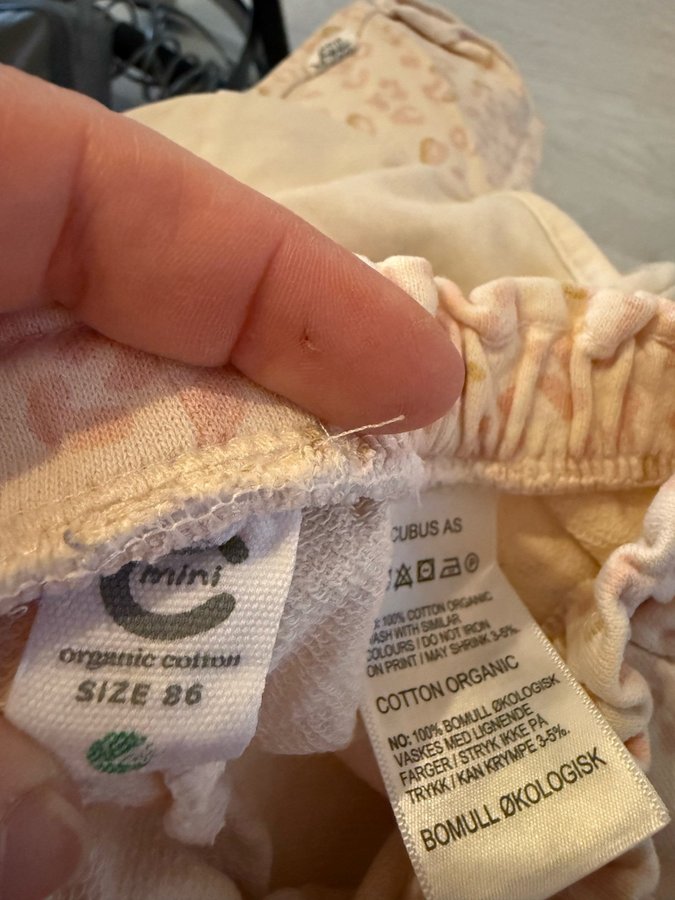 mini
organic cotton
SIZE 86
CUBUS AS
100% COTTON ORGANIC
WASH WITH SIMILAR
COLOURS / DO NOT IRON
ON PRINT / MAY SHRINK 3-5%.
COTTON ORGANIC
NO: 100% BOMULL ØKOLOGISK
VASKES MED LIGNENDE
FARGER / STRYK IKKE PÅ
TRYKK / KAN KRYMPE 3-5%.
BOMULL ØKOLOGISK